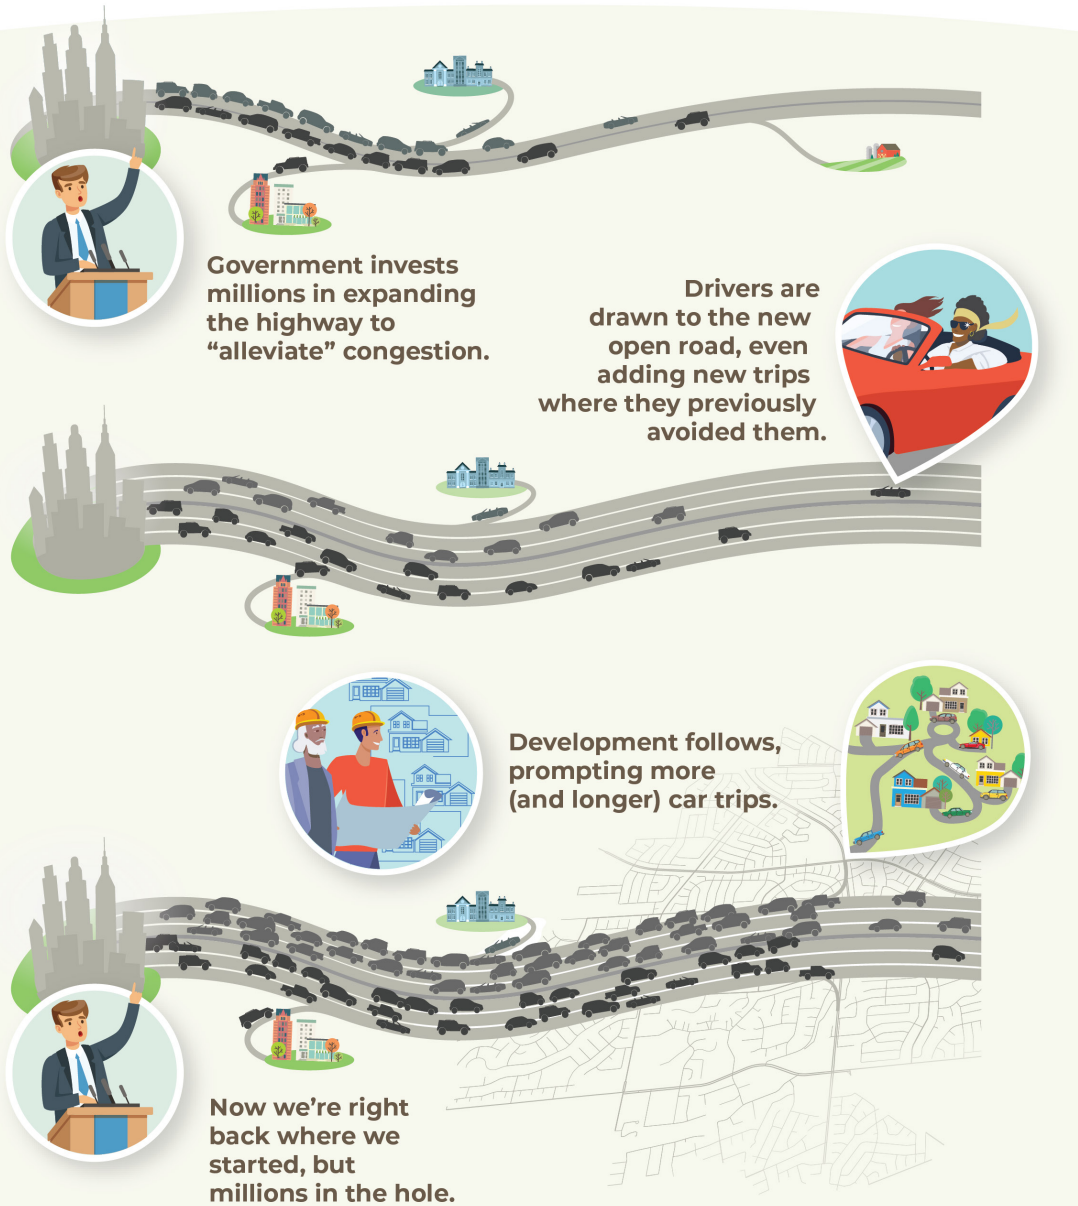 Government invests
millions in expanding
the highway to
“alleviate” congestion.
Drivers are
drawn to the new
open road, even
adding new trips
where they previously
avoided them.
Development follows,
prompting more
(and longer) car trips.
Now we’re right
back where we
started, but
millions in the hole.